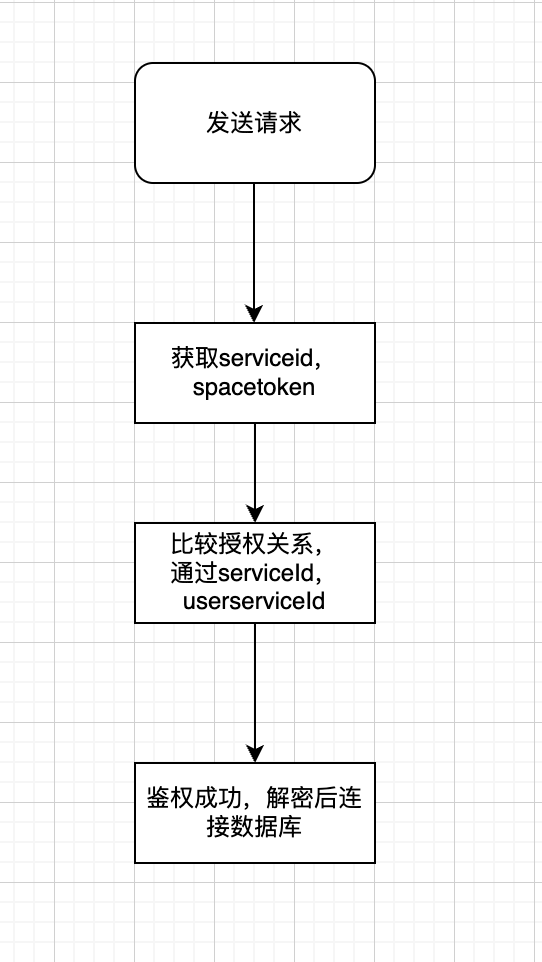 发送请求
获取serviceid，
spacetoken
比较授权关系，
通过serviceId，
userserviceId
鉴权成功，解密后连
接数据库